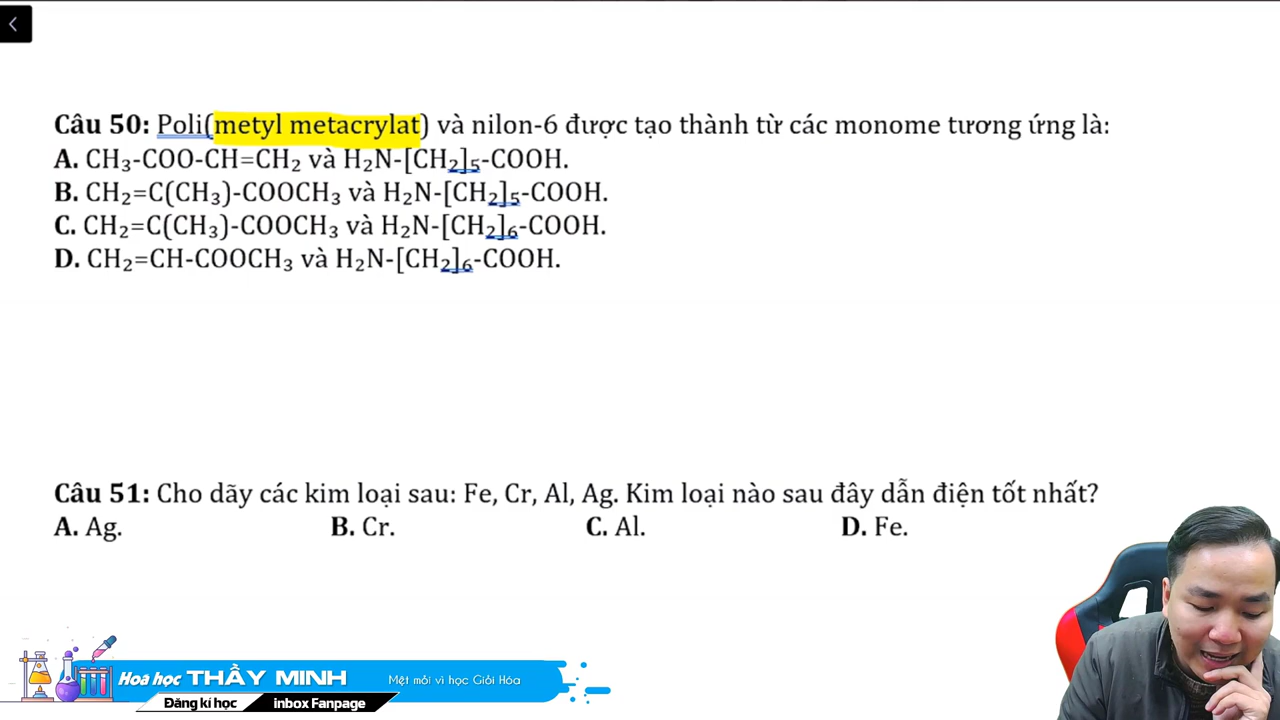 Câu 50: Poli(metyl metacrylat) và nilon-6 được tạo thành từ các monome tương ứng là:
A. CH₃-COO-CH=CH₂ và H₂N-[CH₂]₅-COOH.
B. CH₂=C(CH₃)-COOCH₃ và H₂N-[CH₂]₅-COOH.
C. CH₂=C(CH₃)-COOCH₃ và H₂N-[CH₂]₆-COOH.
D. CH₂=CH-COOCH₃ và H₂N-[CH₂]₆-COOH.
Câu 51: Cho dãy các kim loại sau: Fe, Cr, Al, Ag. Kim loại nào sau đây dẫn điện tốt nhất?
A. Ag. B. Cr. C. Al. D. Fe.
Hoá học THẦY MINH Mệt mỏi vì học Giỏi Hóa
Đăng kí học inbox Fanpage